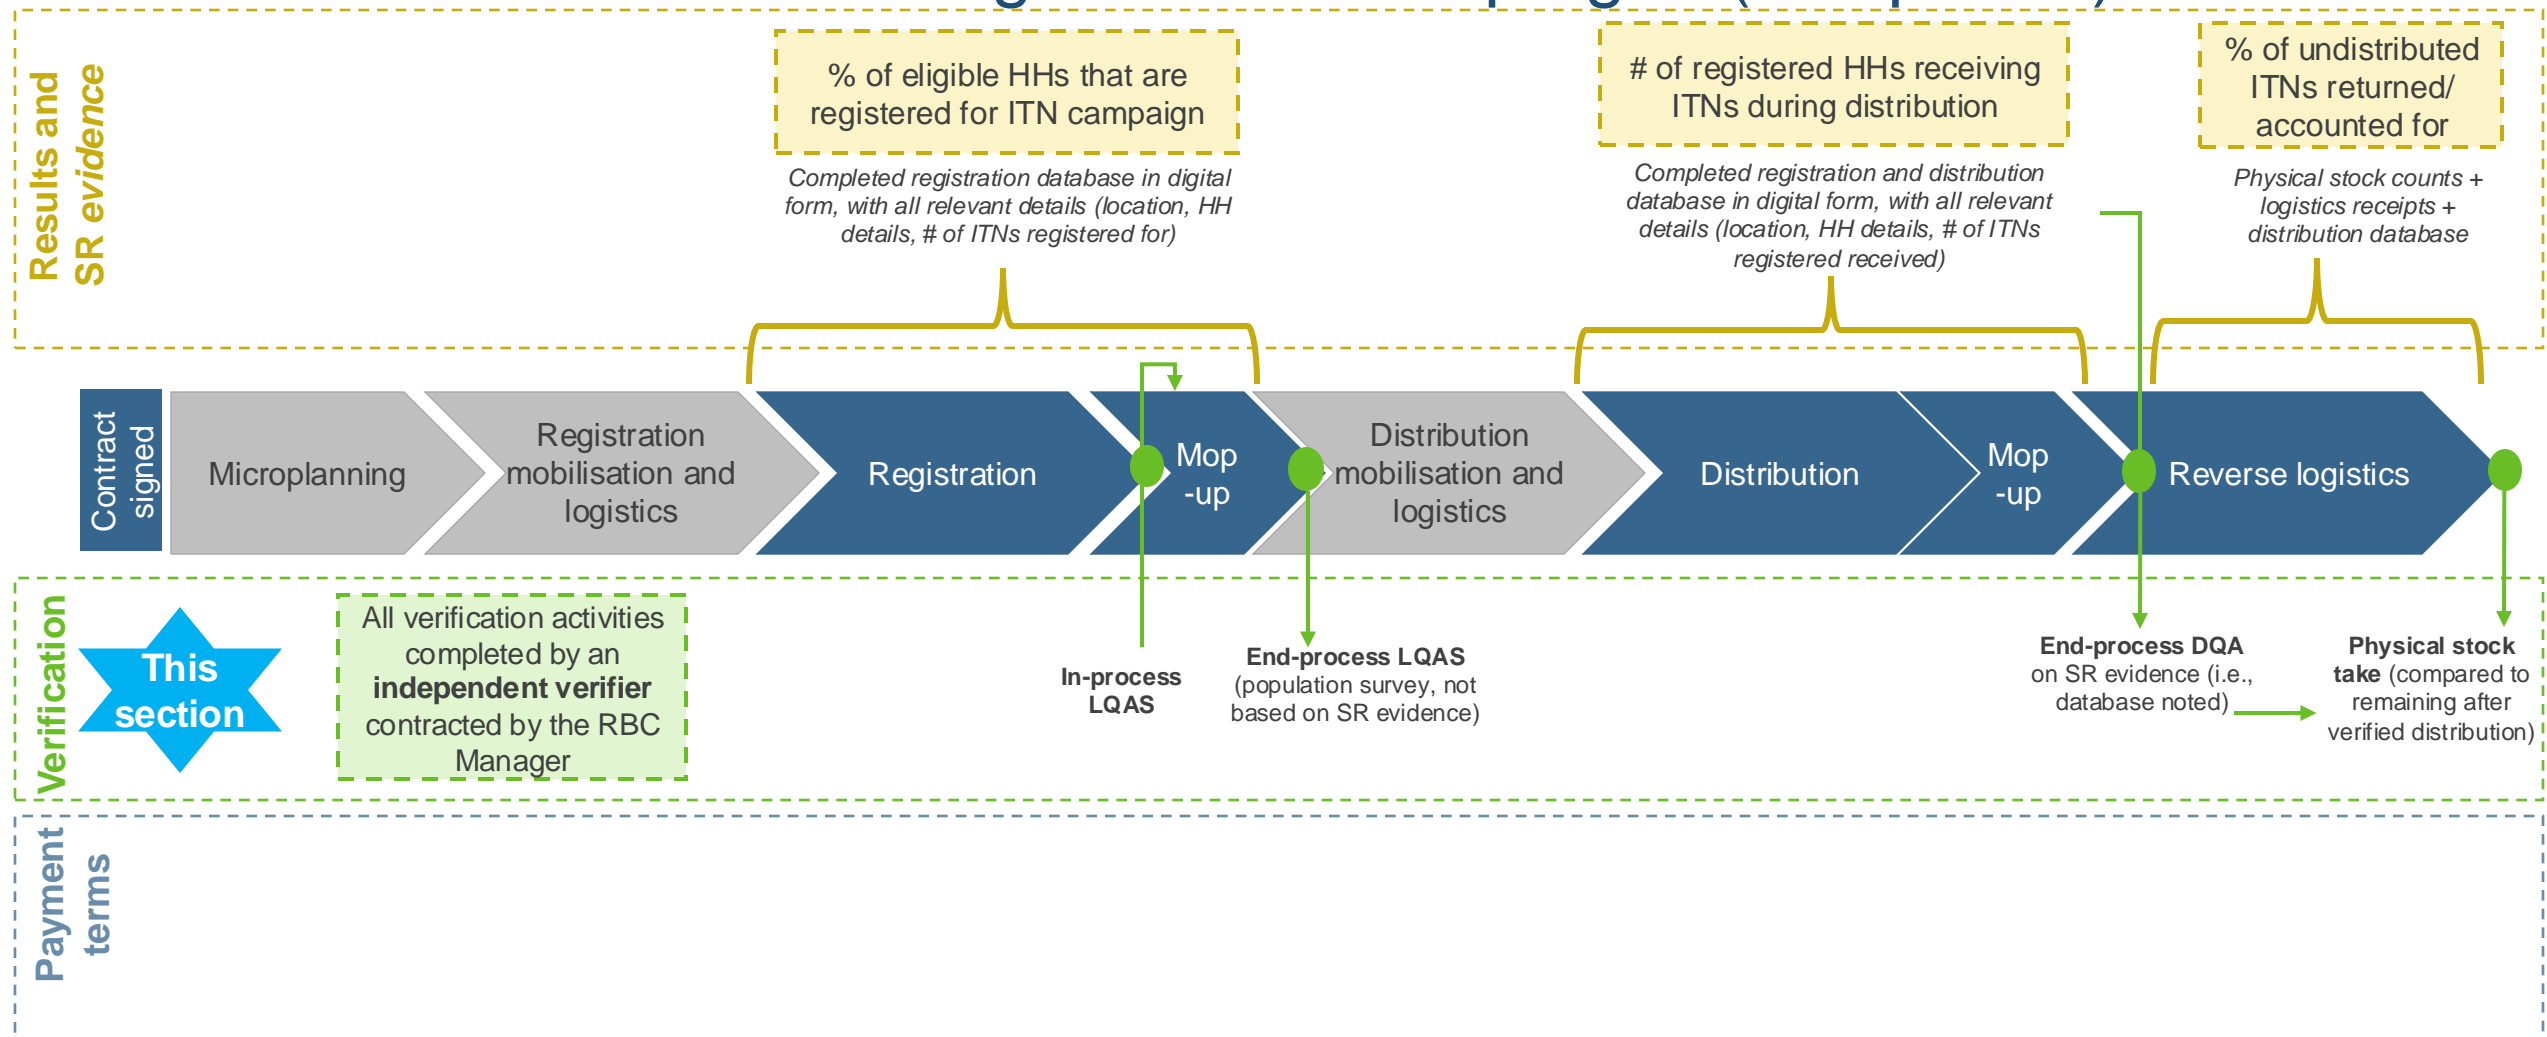 Results and
SR evidence
% of eligible HHs that are
registered for ITN campaign
Completed registration database in digital
form, with all relevant details (location, HH
details, # of ITNs registered for)
# of registered HHs receiving
ITNs during distribution
Completed registration and distribution
database in digital form, with all relevant
details (location, HH details, # of ITNs
registered received)
% of undistributed
ITNs returned/
accounted for
Physical stock counts +
logistics receipts +
distribution database
Contract
signed
Microplanning
Registration
mobilisation and
logistics
Registration
Mop
-up
Distribution
mobilisation and
logistics
Distribution
Mop
-up
Reverse logistics
Verification
This
section
All verification activities
completed by an
independent verifier
contracted by the RBC
Manager
In-process
LQAS
End-process LQAS
(population survey, not
based on SR evidence)
End-process DQA
on SR evidence (i.e.,
database noted)
Physical stock
take (compared to
remaining after
verified distribution)
Payment
terms